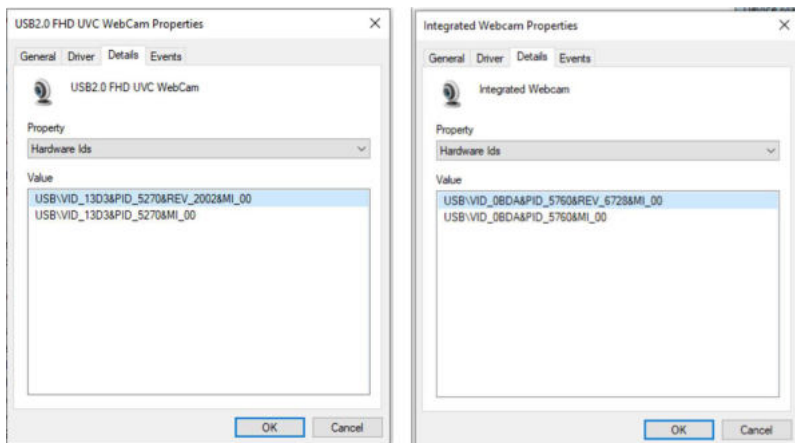 USB2.0 FHD UVC WebCam Properties
General Driver Details Events
USB2.0 FHD UVC WebCam
Property
Hardware Ids
Value
USB\VID_13D3&PID_5270&REV_2002&MI_00
USB\VID_13D3&PID_5270&MI_00
OK Cancel
Integrated Webcam Properties
General Driver Details Events
Integrated Webcam
Property
Hardware Ids
Value
USB\VID_0BDA&PID_5760&REV_6728&MI_00
USB\VID_0BDA&PID_5760&MI_00
OK Cancel